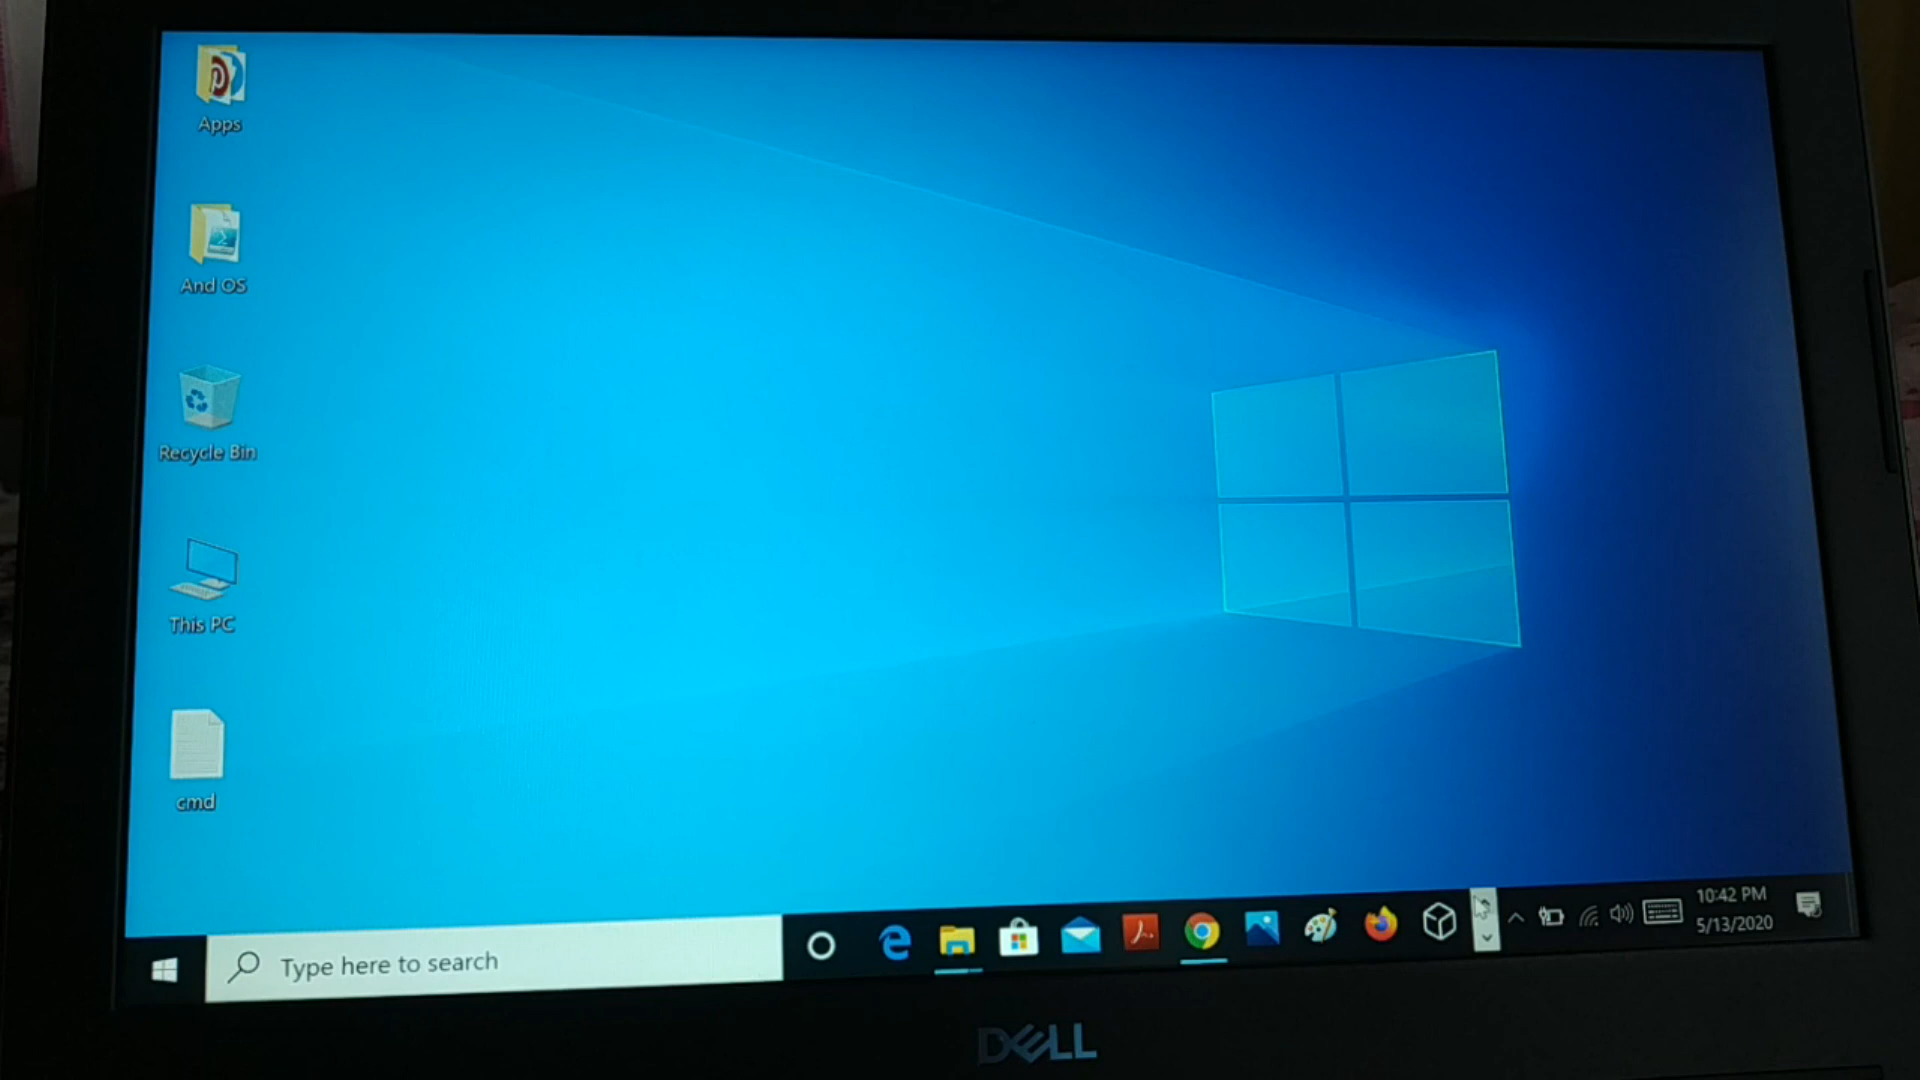 Apps
And OS
Recycle Bin
This PC
cmd
Type here to search
10:42 PM
5/13/2020
DELL